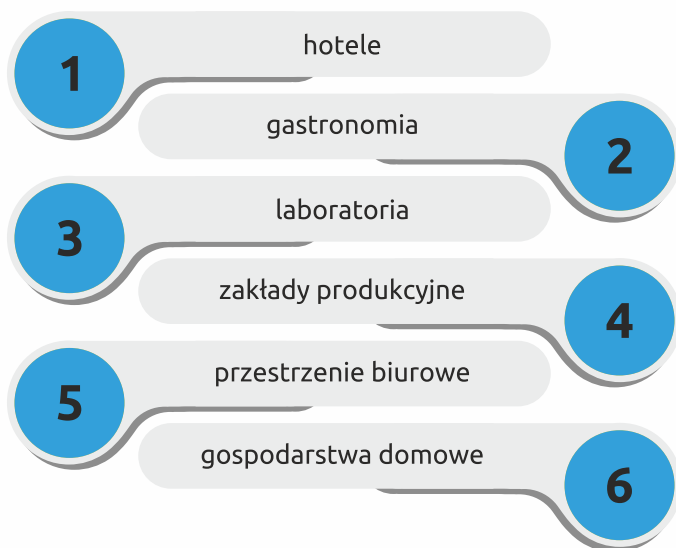 1
hotele
gastronomia
2
3
laboratoria
zakłady produkcyjne
4
5
przestrzenie biurowe
gospodarstwa domowe
6